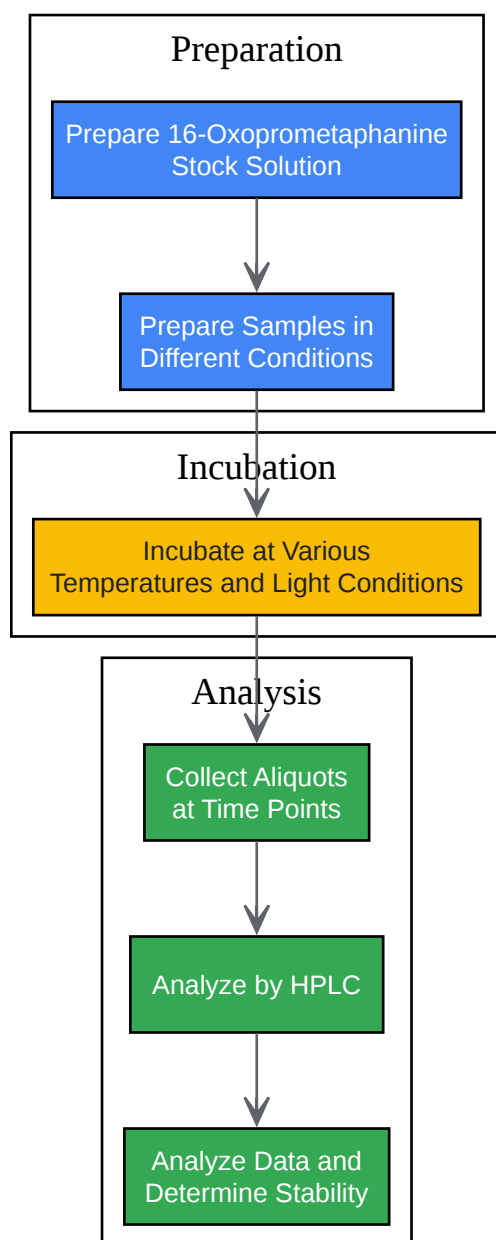 Preparation
Prepare 16-Oxoprometaphanine
Stock Solution
Prepare Samples in
Different Conditions
Incubation
Incubate at Various
Temperatures and Light Conditions
Analysis
Collect Aliquots
at Time Points
Analyze by HPLC
Analyze Data and
Determine Stability